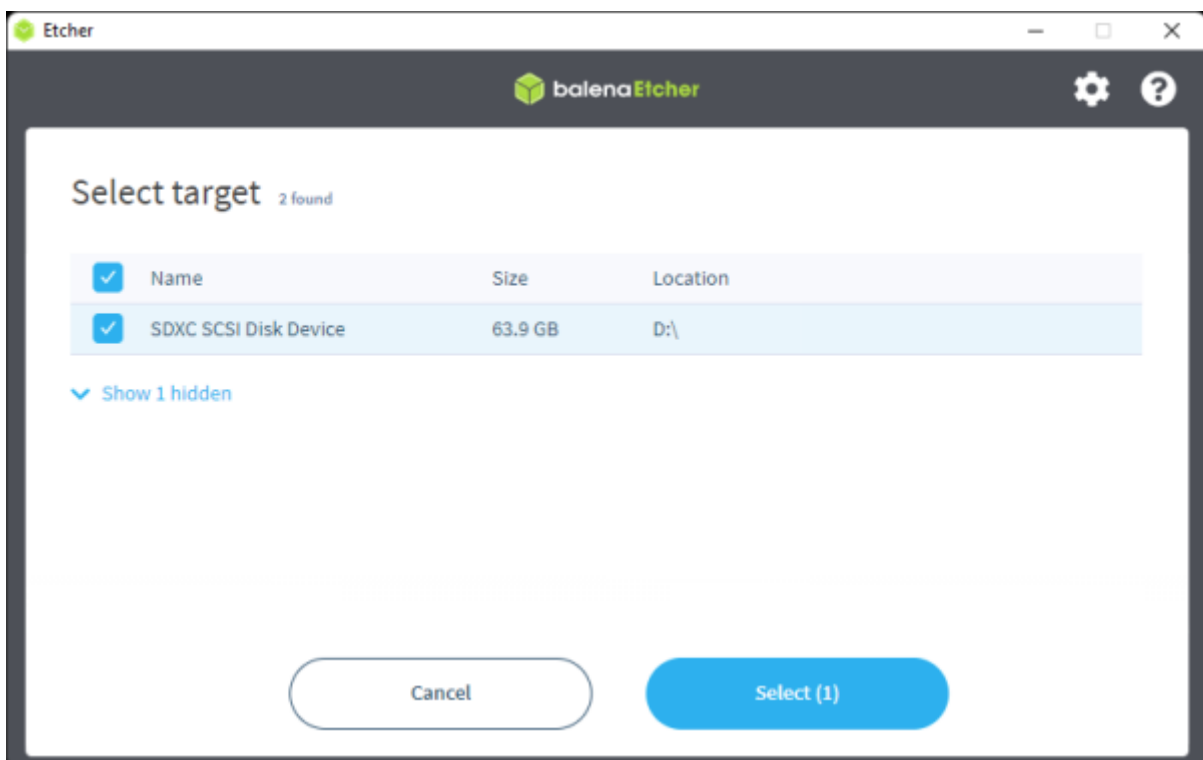 Etcher
balenaEtcher
Select target 2 found
Name Size Location
SDXC SCSI Disk Device 63.9 GB D:\
Show 1 hidden
Cancel Select (1)